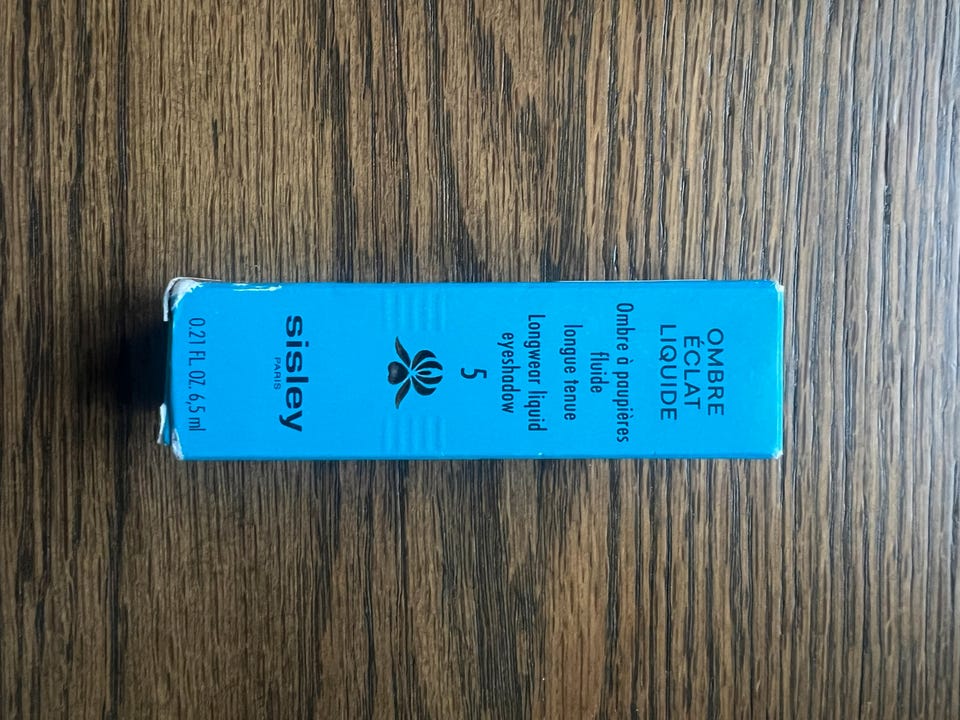 OMBRE
ÉCLAT
LIQUIDE
Ombre à paupières
fluide
longue tenue
Longwear liquid
eyeshadow
5
sisley
PARIS
0.21 FL. OZ. 6,5 ml